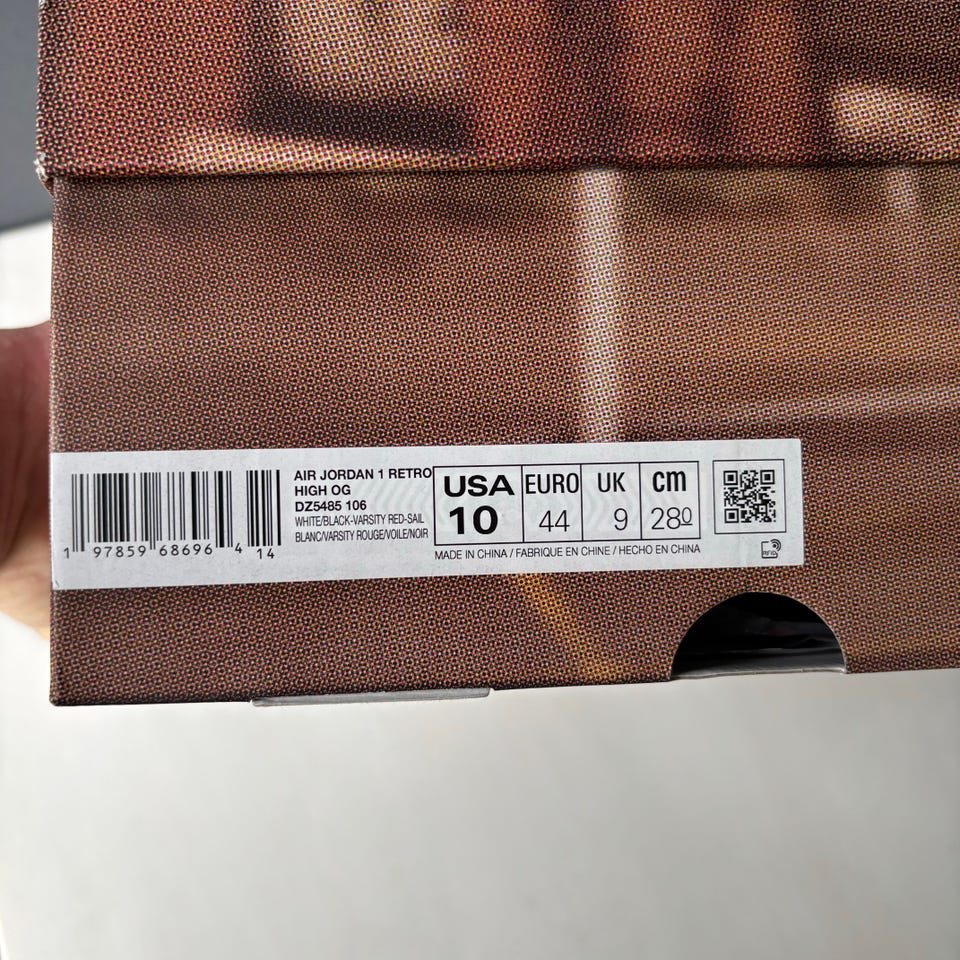 AIR JORDAN 1 RETRO
HIGH OG
DZ5485 106
WHITE/BLACK-VARSITY RED-SAIL
BLANC/VARSITY ROUGE/VOILE/NOIR
1 97859 68696 4 14
USA EURO UK cm
10 44 9 280
MADE IN CHINA / FABRIQUE EN CHINE / HECHO EN CHINA
RFID